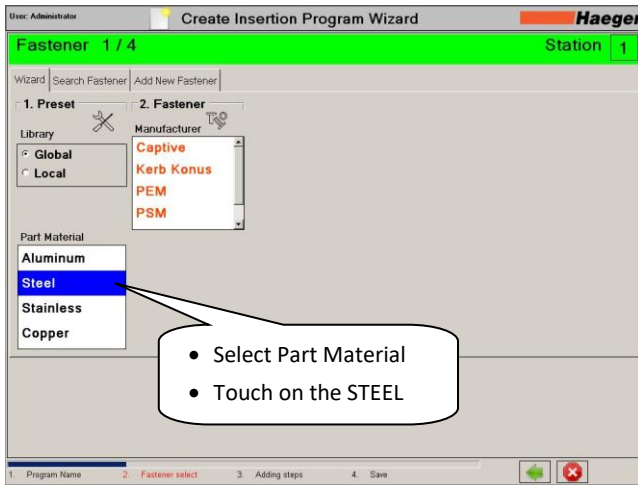 User: Administrator
Create Insertion Program Wizard
Haeger
Fastener 1 / 4
Station 1
Wizard
Search Fastener
Add New Fastener
1. Preset
2. Fastener
Library
Manufacturer
Global
Local
Captive
Kerb Konus
PEM
PSM
Part Material
Aluminum
Steel
Stainless
Copper
• Select Part Material
• Touch on the STEEL
1. Program Name
2. Fastener select
3. Adding steps
4. Save